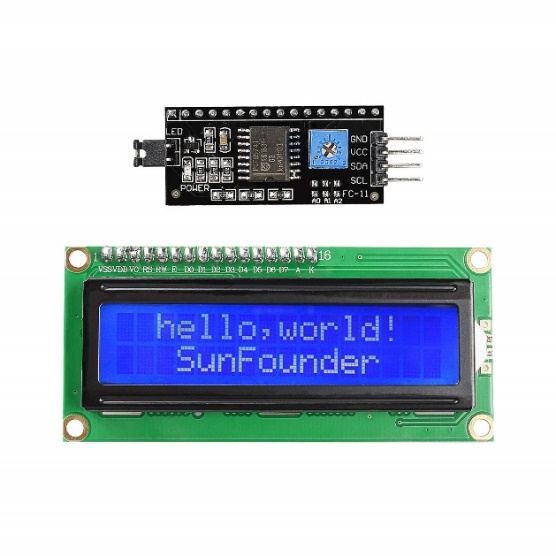 LED
POWER
GND
VCC
SDA
SCL
A0 A1 A2
FC-11
1
16
VSS VDD VO RS RW E D0 D1 D2 D3 D4 D5 D6 D7 A K
hello,world!
SunFounder